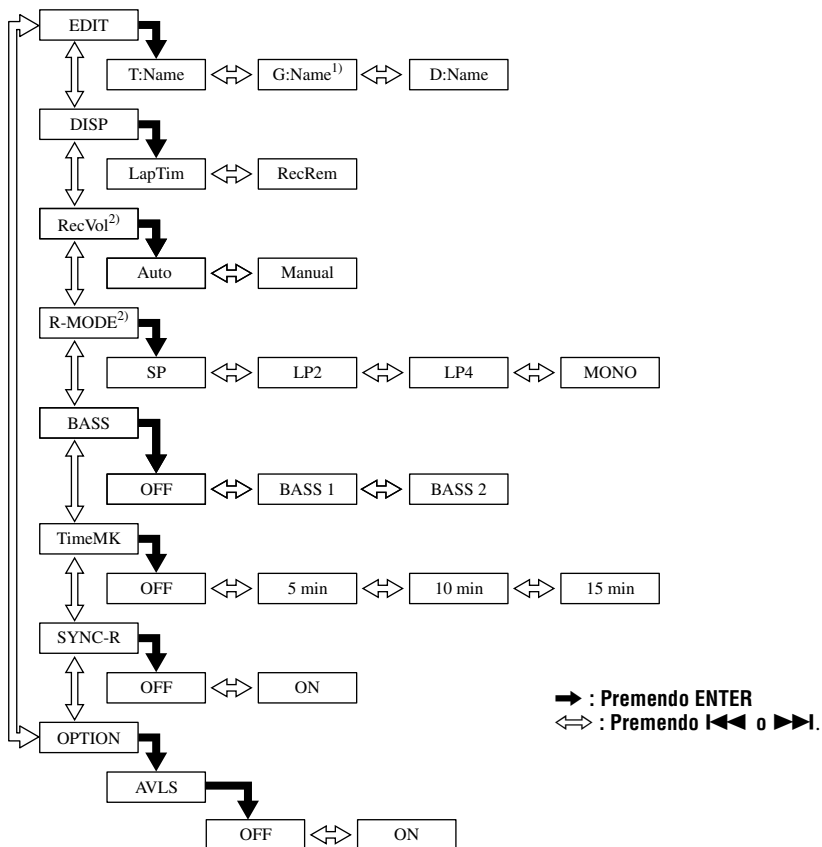 EDIT
T:Name G:Name1) D:Name
DISP
LapTim RecRem
RecVol2)
Auto Manual
R-MODE2)
SP LP2 LP4 MONO
BASS
OFF BASS 1 BASS 2
TimeMK
OFF 5 min 10 min 15 min
SYNC-R
OFF ON
: Premendo ENTER
: Premendo o .
OPTION
AVLS
OFF ON